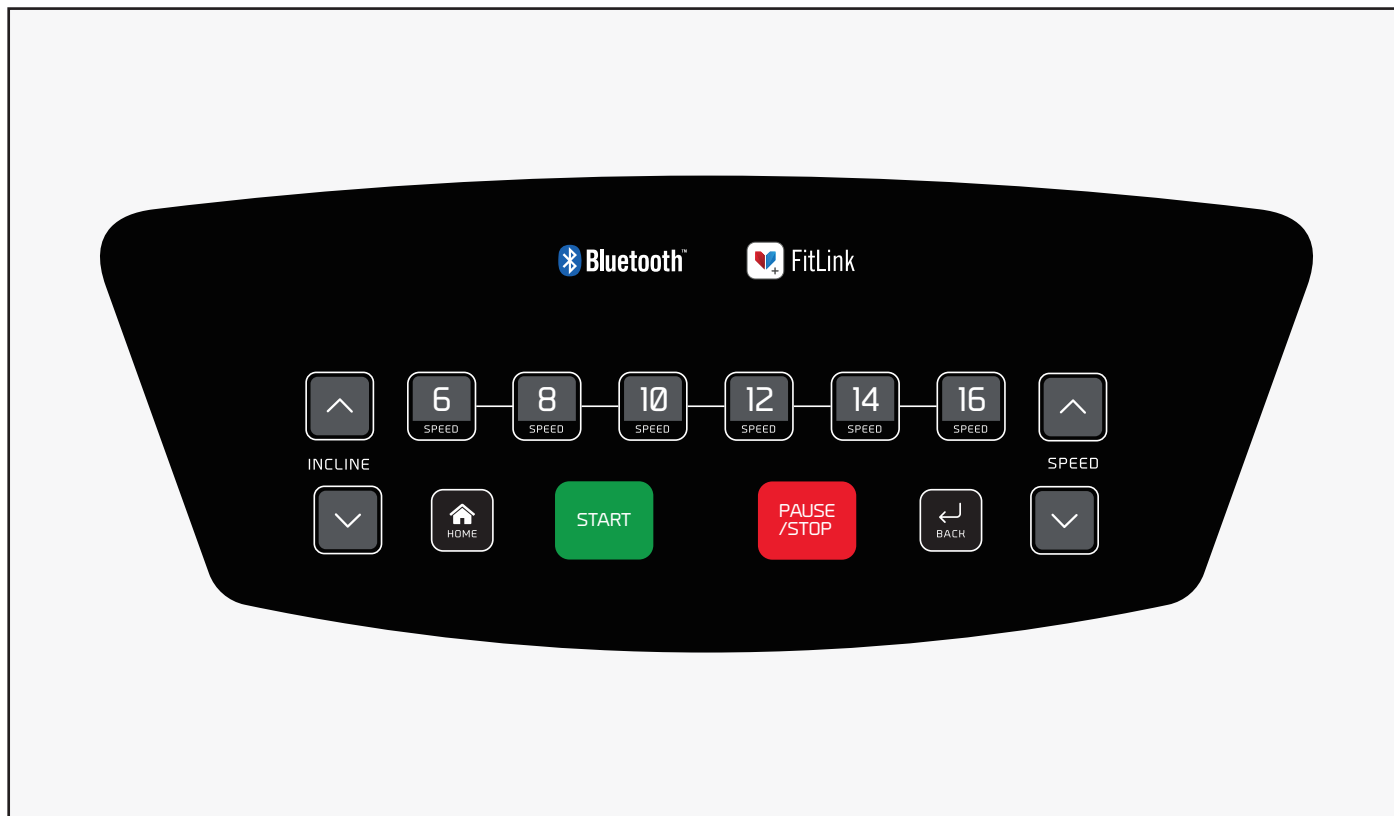 Bluetooth™
FitLink
6
SPEED
8
SPEED
10
SPEED
12
SPEED
14
SPEED
16
SPEED
INCLINE
SPEED
HOME
START
PAUSE
/STOP
BACK